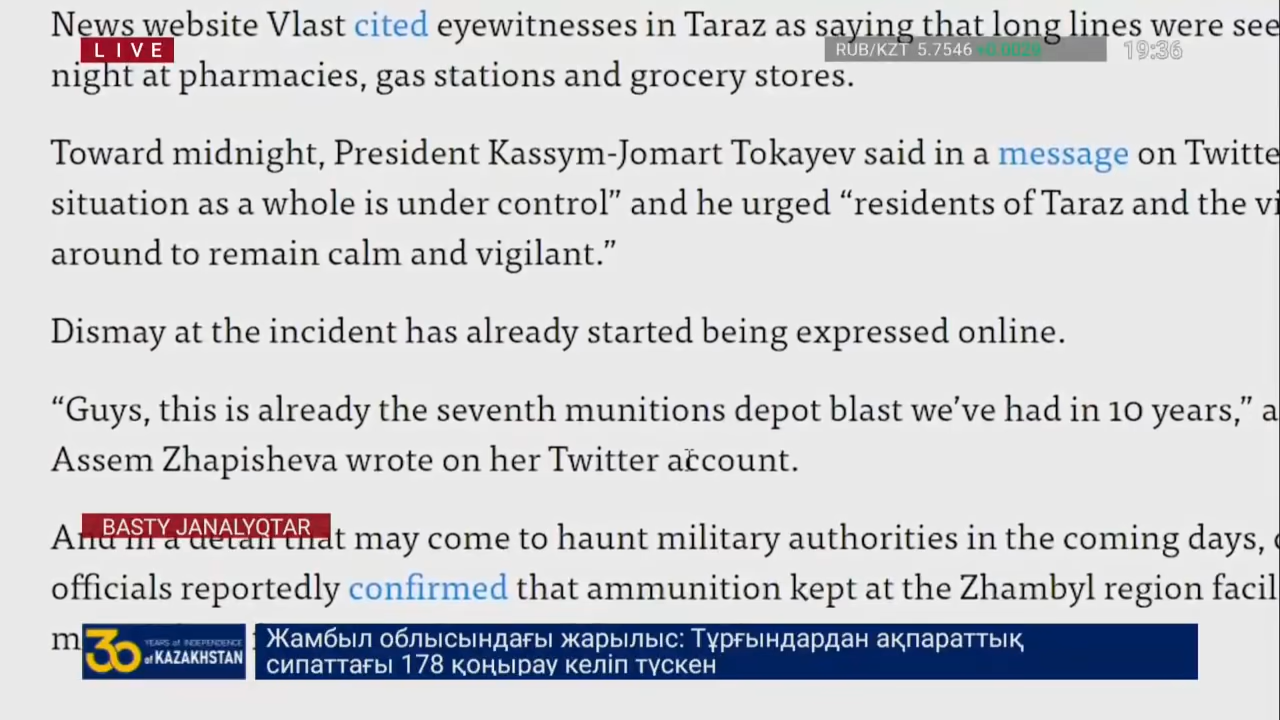 News website Vlast cited eyewitnesses in Taraz as saying that long lines were see
LIVE
RUB/KZT 5.7546 +0.0029
19:36
night at pharmacies, gas stations and grocery stores.
Toward midnight, President Kassym-Jomart Tokayev said in a message on Twitte
situation as a whole is under control” and he urged “residents of Taraz and the vi
around to remain calm and vigilant.”
Dismay at the incident has already started being expressed online.
“Guys, this is already the seventh munitions depot blast we’ve had in 10 years,” a
Assem Zhapisheva wrote on her Twitter account.
BASTY JANALYQTAR
And in a detail that may come to haunt military authorities in the coming days,
officials reportedly confirmed that ammunition kept at the Zhambyl region facil
30 YEARS of INDEPENDENCE
of KAZAKHSTAN
Жамбыл облысындағы жарылыс: Тұрғындардан ақпараттық
сипаттағы 178 қоңырау келіп түскен